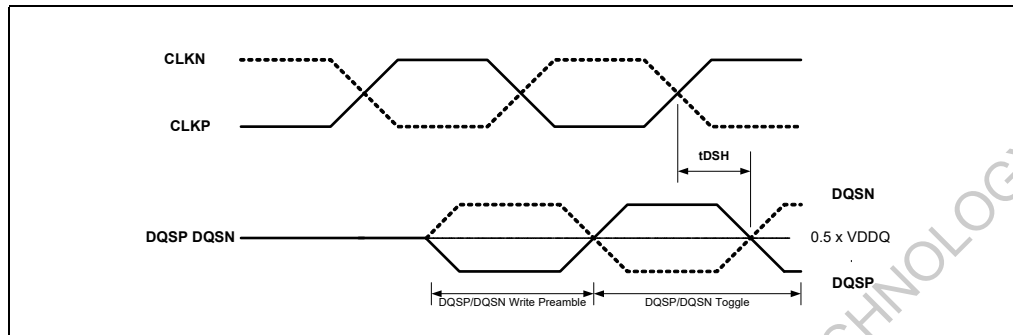 CLKN
CLKP
tDSH
DQSN
DQSP DQSN
0.5 x VDDQ
.
DQSP
DQSP/DQSN Write Preamble
DQSP/DQSN Toggle